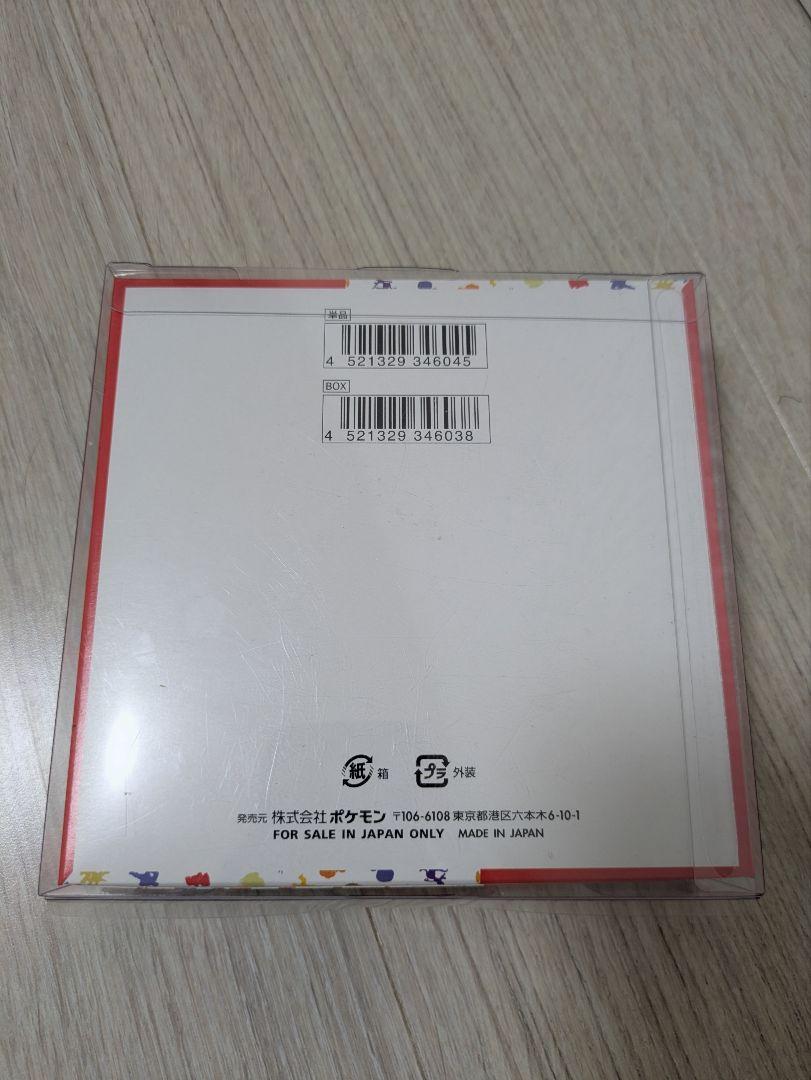 単品
4 521329 346045
BOX
4 521329 346038
紙 箱 プラ 外装
発売元 株式会社ポケモン 〒106-6108 東京都港区六本木6-10-1
FOR SALE IN JAPAN ONLY MADE IN JAPAN